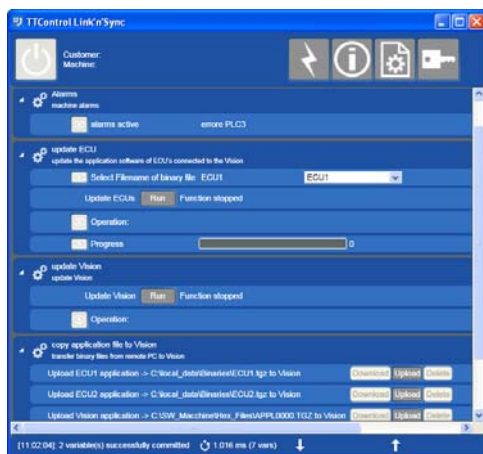 TTControl Link'n'Sync
Customer:
Machine:
Alarms
machine alarms
alarms active errore PLC3
update ECU
update the application software of ECU's connected to the Vision
Select Filename of binary file ECU1 ECU1
Update ECUs Run Function stopped
Operation:
Progress 0
update Vision
update Vision
Update Vision Run Function stopped
Operation:
copy application file to Vision
transfer binary files from remote PC to Vision
Upload ECU1 application -> C:\local_data\Binaries\ECU1.tgz to Vision Download Upload Delete
Upload ECU2 application -> C:\local_data\Binaries\ECU2.tgz to Vision Download Upload Delete
Upload Vision application -> C:\SW_Macchine\Hex_Files\APPL0000.TGZ to Vision Download Upload Delete
[11:02:04]: 2 variable(s) successfully committed 1.016 ms (7 vars)